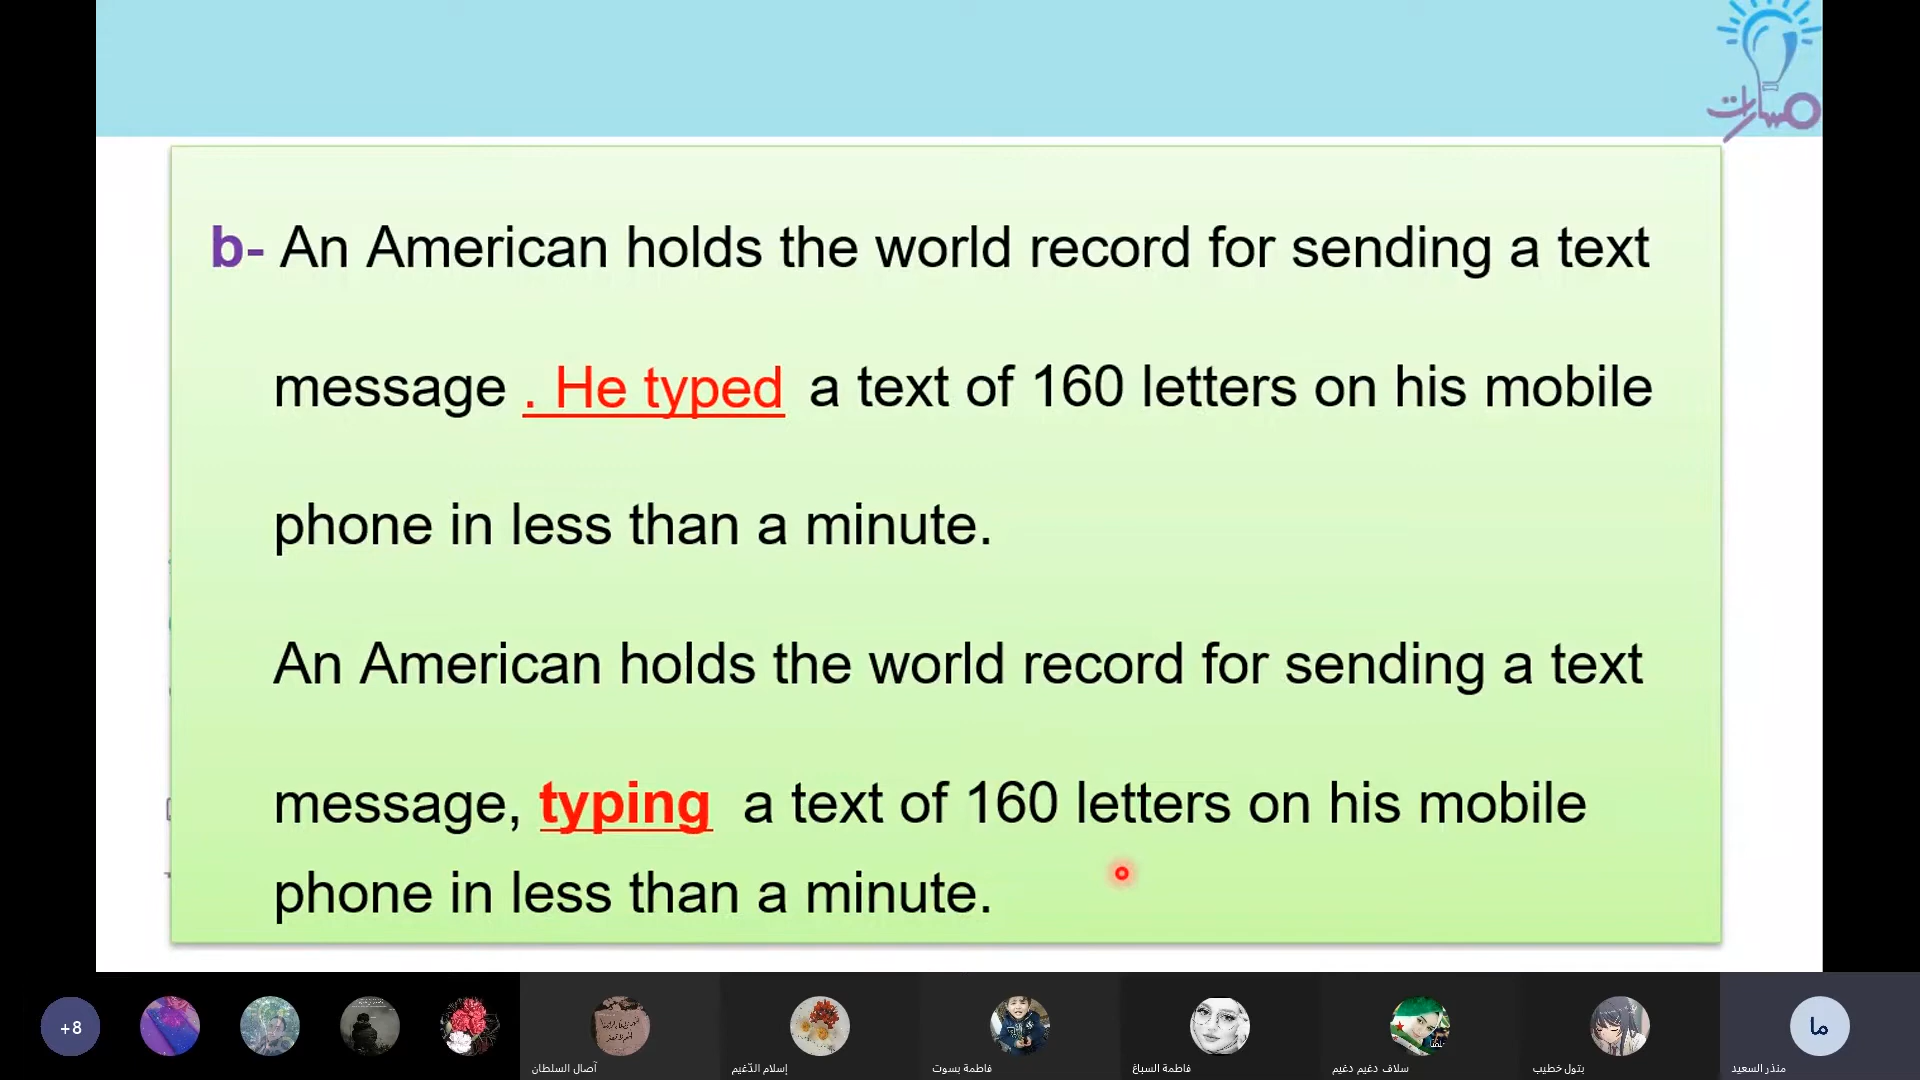 مسارات
b- An American holds the world record for sending a text
message . He typed a text of 160 letters on his mobile
phone in less than a minute.
An American holds the world record for sending a text
message, typing a text of 160 letters on his mobile
phone in less than a minute.
+8
ما
آصال السلطان
إسلام الدّغيم
فاطمة بسوت
فاطمة السباغ
سلاف دغيم دغيم
بتول خطيب
منذر السعيد